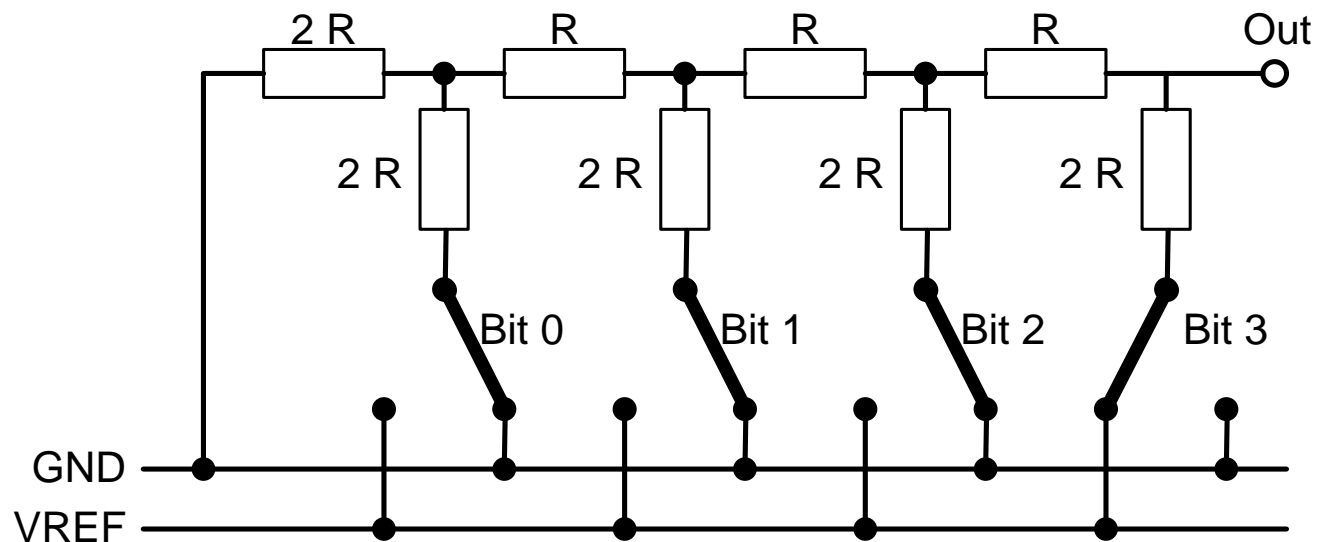 2 R R R R Out
2 R 2 R 2 R 2 R
Bit 0 Bit 1 Bit 2 Bit 3
GND
VREF